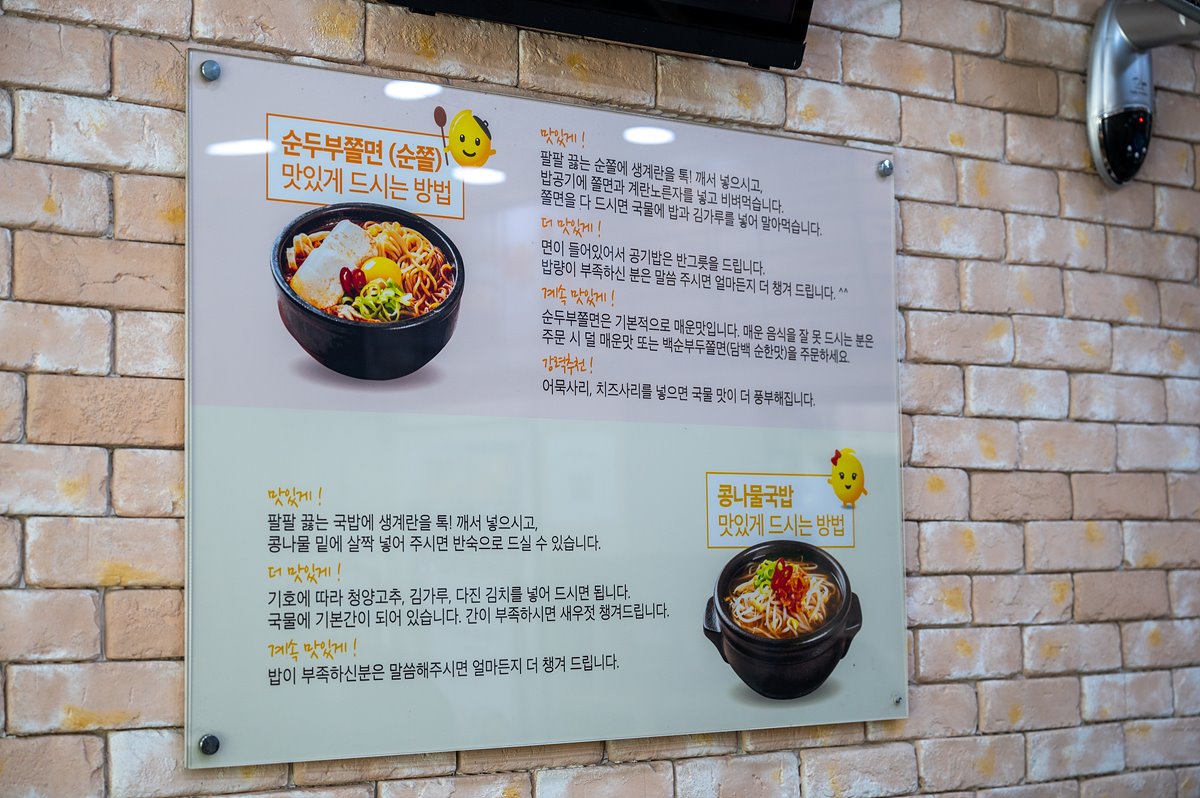 순두부쫄면 (순쫄)
맛있게 드시는 방법
맛있게!
팔팔 끓는 순쫄에 생계란을 톡! 깨서 넣으시고,
밥공기에 쫄면과 계란노른자를 넣고 비벼먹습니다.
쫄면을 다 드시면 국물에 밥과 김가루를 넣어 말아먹습니다.
더 맛있게!
면이 들어있어서 공기밥은 반그릇을 드립니다.
밥량이 부족하신 분은 말씀 주시면 얼마든지 더 챙겨 드립니다. ^^
계속 맛있게!
순두부쫄면은 기본적으로 매운맛입니다. 매운 음식을 잘 못 드시는 분은
주문 시 덜 매운맛 또는 백순부두쫄면(담백 순한맛)을 주문하세요.
강력추천!
어묵사리, 치즈사리를 넣으면 국물 맛이 더 풍부해집니다.
콩나물국밥
맛있게 드시는 방법
맛있게!
팔팔 끓는 국밥에 생계란을 톡! 깨서 넣으시고,
콩나물 밑에 살짝 넣어 주시면 반숙으로 드실 수 있습니다.
더 맛있게!
기호에 따라 청양고추, 김가루, 다진 김치를 넣어 드시면 됩니다.
국물에 기본간이 되어 있습니다. 간이 부족하시면 새우젓 챙겨드립니다.
계속 맛있게!
밥이 부족하신분은 말씀해주시면 얼마든지 더 챙겨 드립니다.